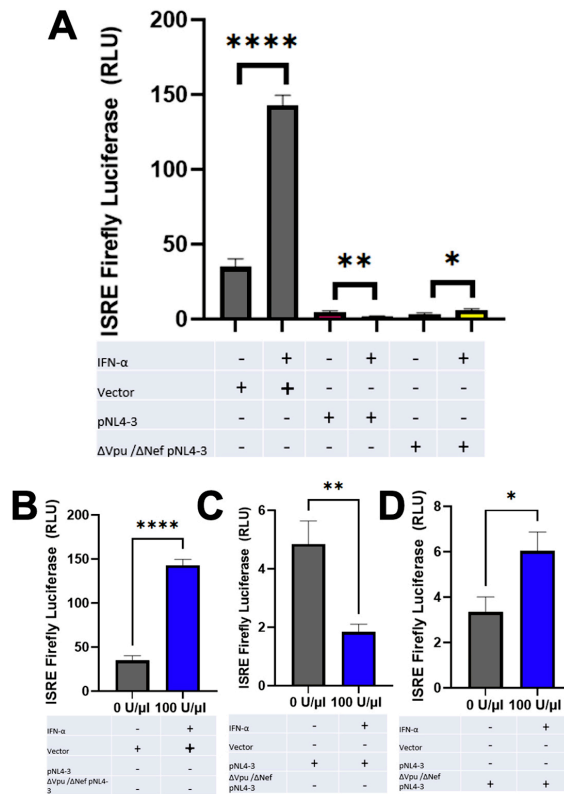 A
ISRE Firefly Luciferase (RLU)
200
150
100
50
0
****
**
*
IFN-α - + - + - +
Vector + + - - - -
pNL4-3 - - + + - -
ΔVpu /ΔNef pNL4-3 - - - - + +
B
ISRE Firefly Luciferase (RLU)
200
150
100
50
0
****
0 U/µl 100 U/µl
IFN-α - +
Vector + +
pNL4-3 - -
ΔVpu /ΔNef pNL4-
3 - -
C
ISRE Firefly Luciferase (RLU)
6
4
2
0
**
0 U/µl 100 U/µl
IFN-α - +
Vector - -
pNL4-3 + +
ΔVpu /ΔNef
pNL4-3 - -
D
ISRE Firefly Luciferase (RLU)
8
6
4
2
0
*
0 U/µl 100 U/µl
IFN-α - +
Vector - -
pNL4-3 - -
ΔVpu /ΔNef
pNL4-3 + +